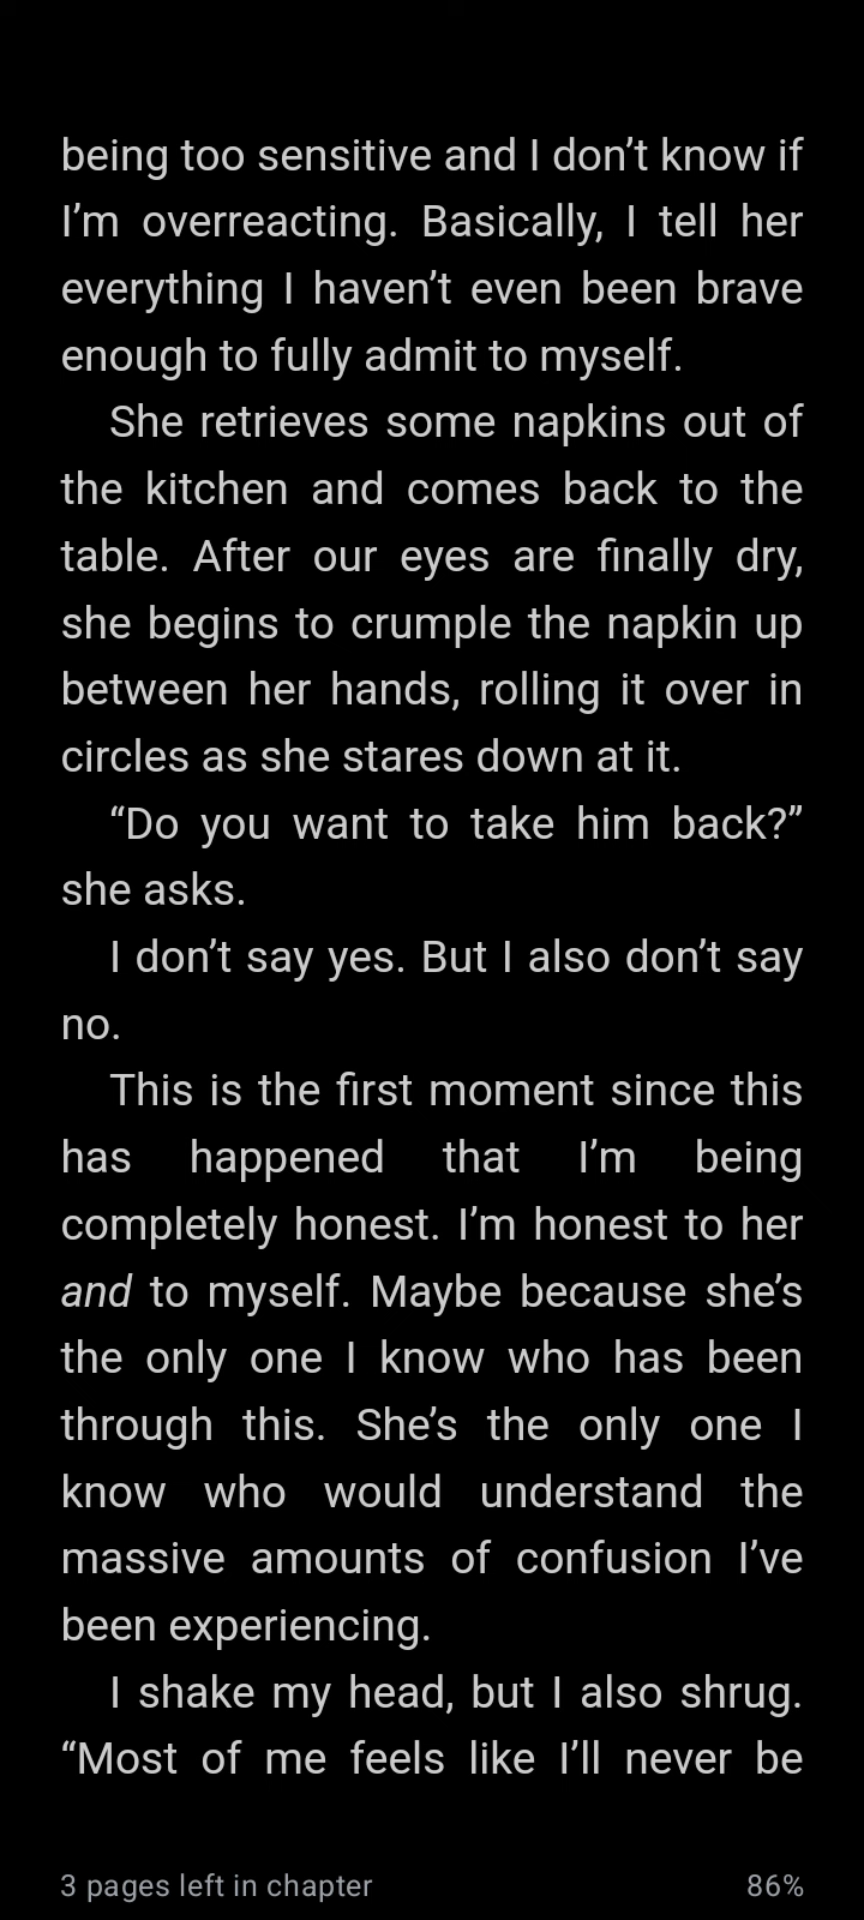 being too sensitive and I don’t know if
I’m overreacting. Basically, I tell her
everything I haven’t even been brave
enough to fully admit to myself.
She retrieves some napkins out of
the kitchen and comes back to the
table. After our eyes are finally dry,
she begins to crumple the napkin up
between her hands, rolling it over in
circles as she stares down at it.
“Do you want to take him back?”
she asks.
I don’t say yes. But I also don’t say
no.
This is the first moment since this
has happened that I’m being
completely honest. I’m honest to her
and to myself. Maybe because she’s
the only one I know who has been
through this. She’s the only one I
know who would understand the
massive amounts of confusion I’ve
been experiencing.
I shake my head, but I also shrug.
“Most of me feels like I’ll never be
3 pages left in chapter
86%